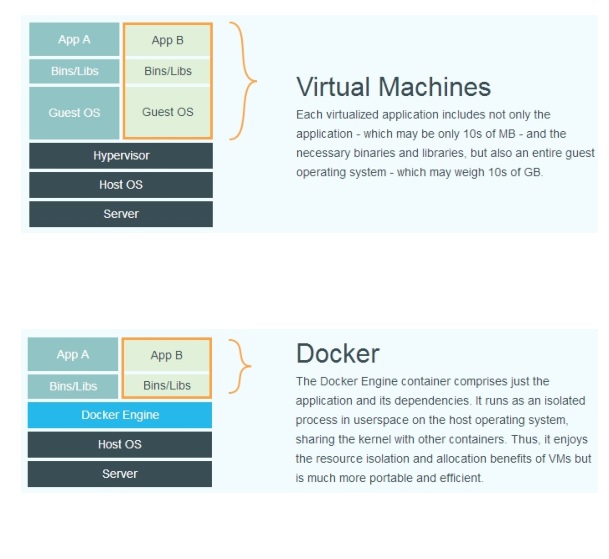 App A
App B
Bins/Libs
Bins/Libs
Guest OS
Guest OS
Hypervisor
Host OS
Server
Virtual Machines
Each virtualized application includes not only the
application - which may be only 10s of MB - and the
necessary binaries and libraries, but also an entire guest
operating system - which may weigh 10s of GB.
App A
App B
Bins/Libs
Bins/Libs
Docker Engine
Host OS
Server
Docker
The Docker Engine container comprises just the
application and its dependencies. It runs as an isolated
process in userspace on the host operating system,
sharing the kernel with other containers. Thus, it enjoys
the resource isolation and allocation benefits of VMs but
is much more portable and efficient.